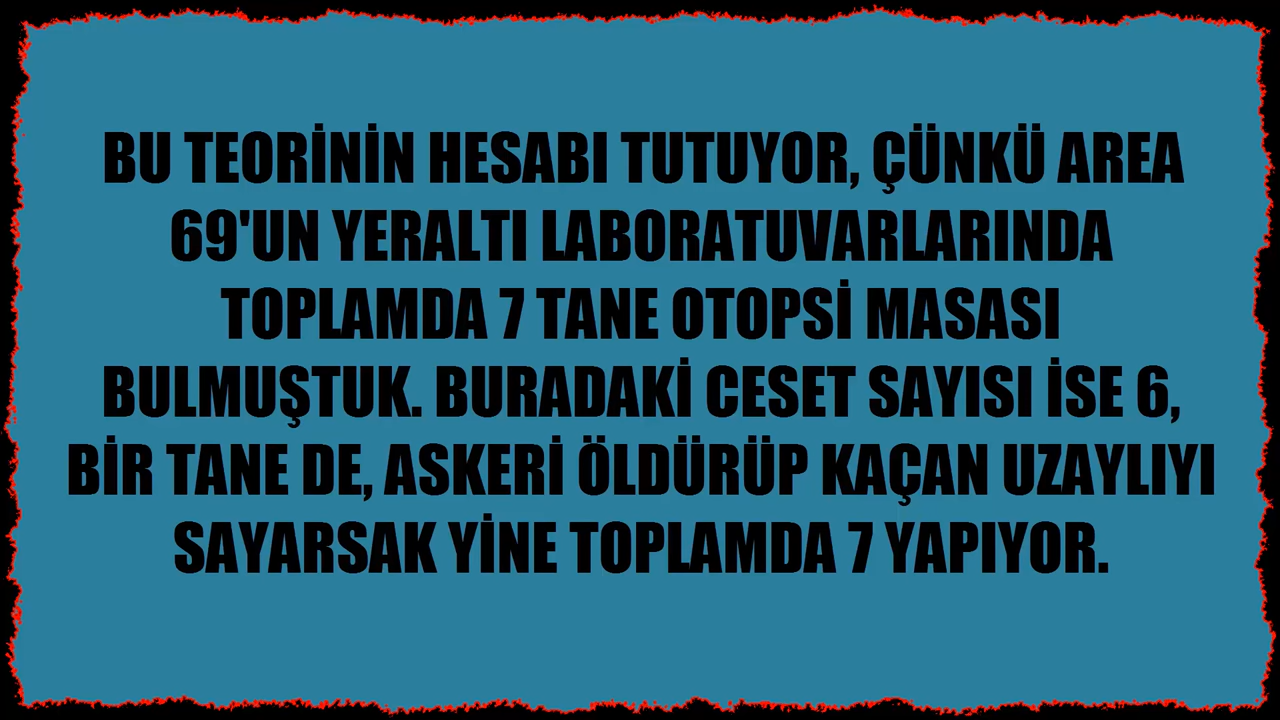 BU TEORİNİN HESABI TUTUYOR, ÇÜNKÜ AREA
69'UN YERALTI LABORATUVARLARINDA
TOPLAMDA 7 TANE OTOPSİ MASASI
BULMUŞTUK. BURADAKİ CESET SAYISI İSE 6,
BİR TANE DE, ASKERİ ÖLDÜRÜP KAÇAN UZAYLIYI
SAYARSAK YİNE TOPLAMDA 7 YAPIYOR.